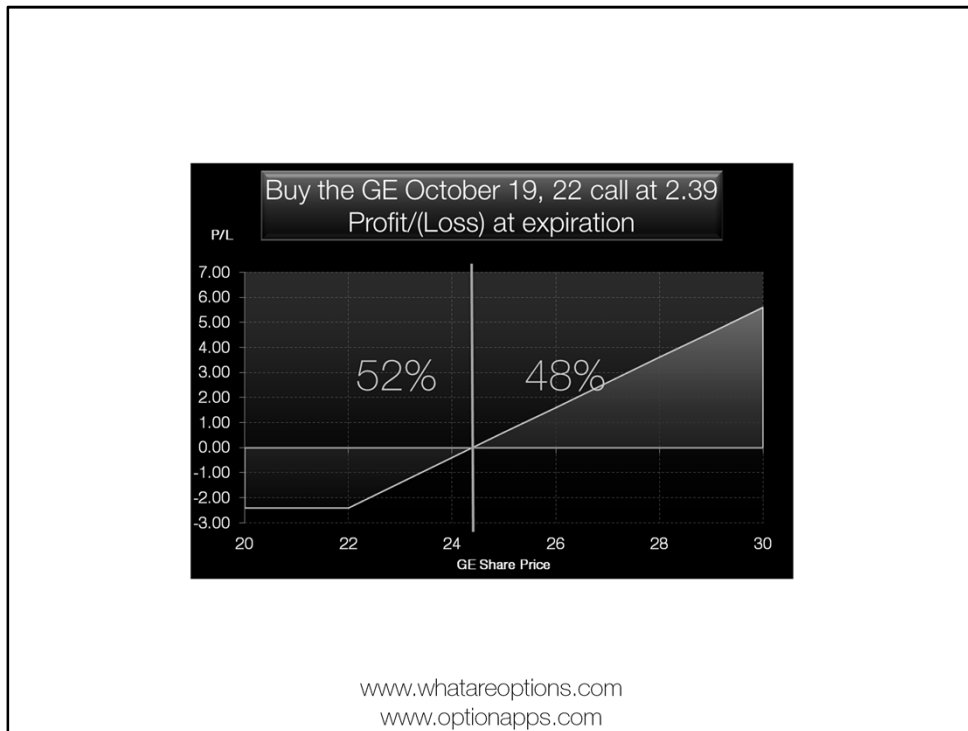 Buy the GE October 19, 22 call at 2.39
Profit/(Loss) at expiration
P/L
7.00
6.00
5.00
4.00
3.00
2.00
1.00
0.00
-1.00
-2.00
-3.00
52%
48%
20 22 24 26 28 30
GE Share Price
www.whatareoptions.com
www.optionapps.com